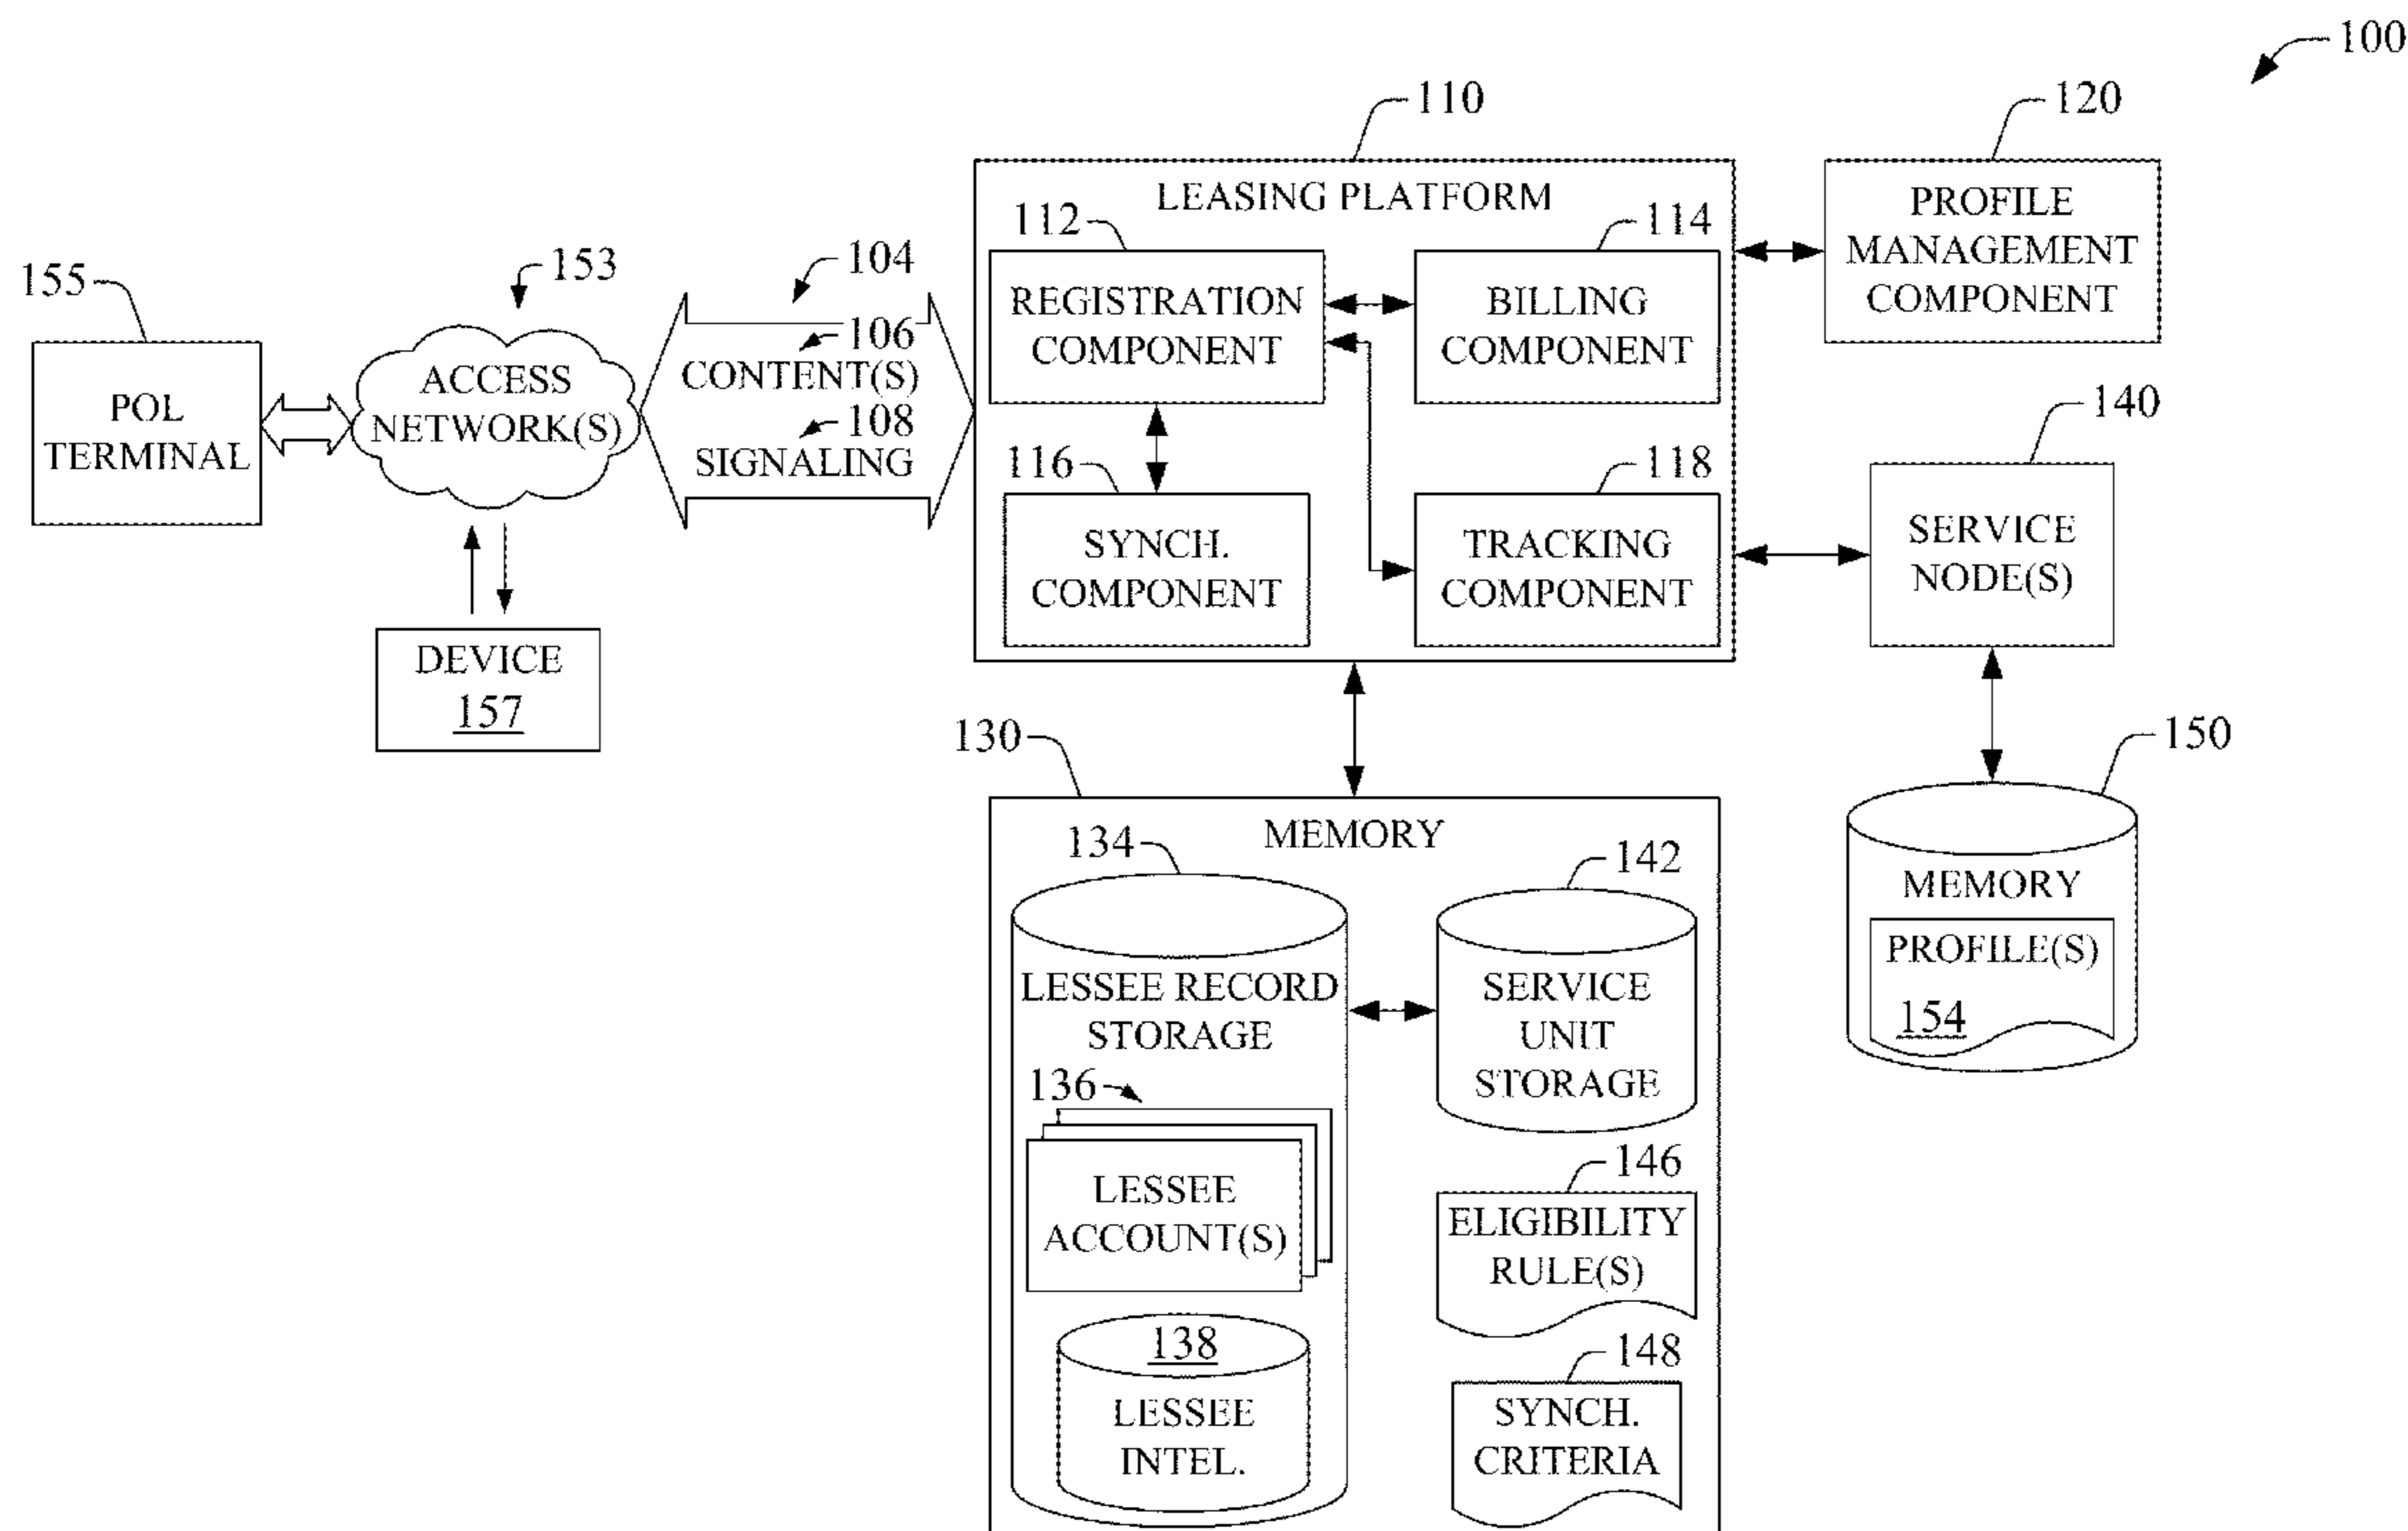 100
110
120
LEASING PLATFORM
PROFILE
MANAGEMENT
COMPONENT
112
114
REGISTRATION
COMPONENT
BILLING
COMPONENT
104
106
CONTENT(S)
108
SIGNALING
153
155
POL
TERMINAL
ACCESS
NETWORK(S)
116
118
SYNCH.
COMPONENT
TRACKING
COMPONENT
140
SERVICE
NODE(S)
DEVICE
157
130
MEMORY
134
142
LESSEE RECORD
STORAGE
SERVICE
UNIT
STORAGE
136
LESSEE
ACCOUNT(S)
146
ELIGIBILITY
RULE(S)
138
LESSEE
INTEL.
148
SYNCH.
CRITERIA
150
MEMORY
PROFILE(S)
154